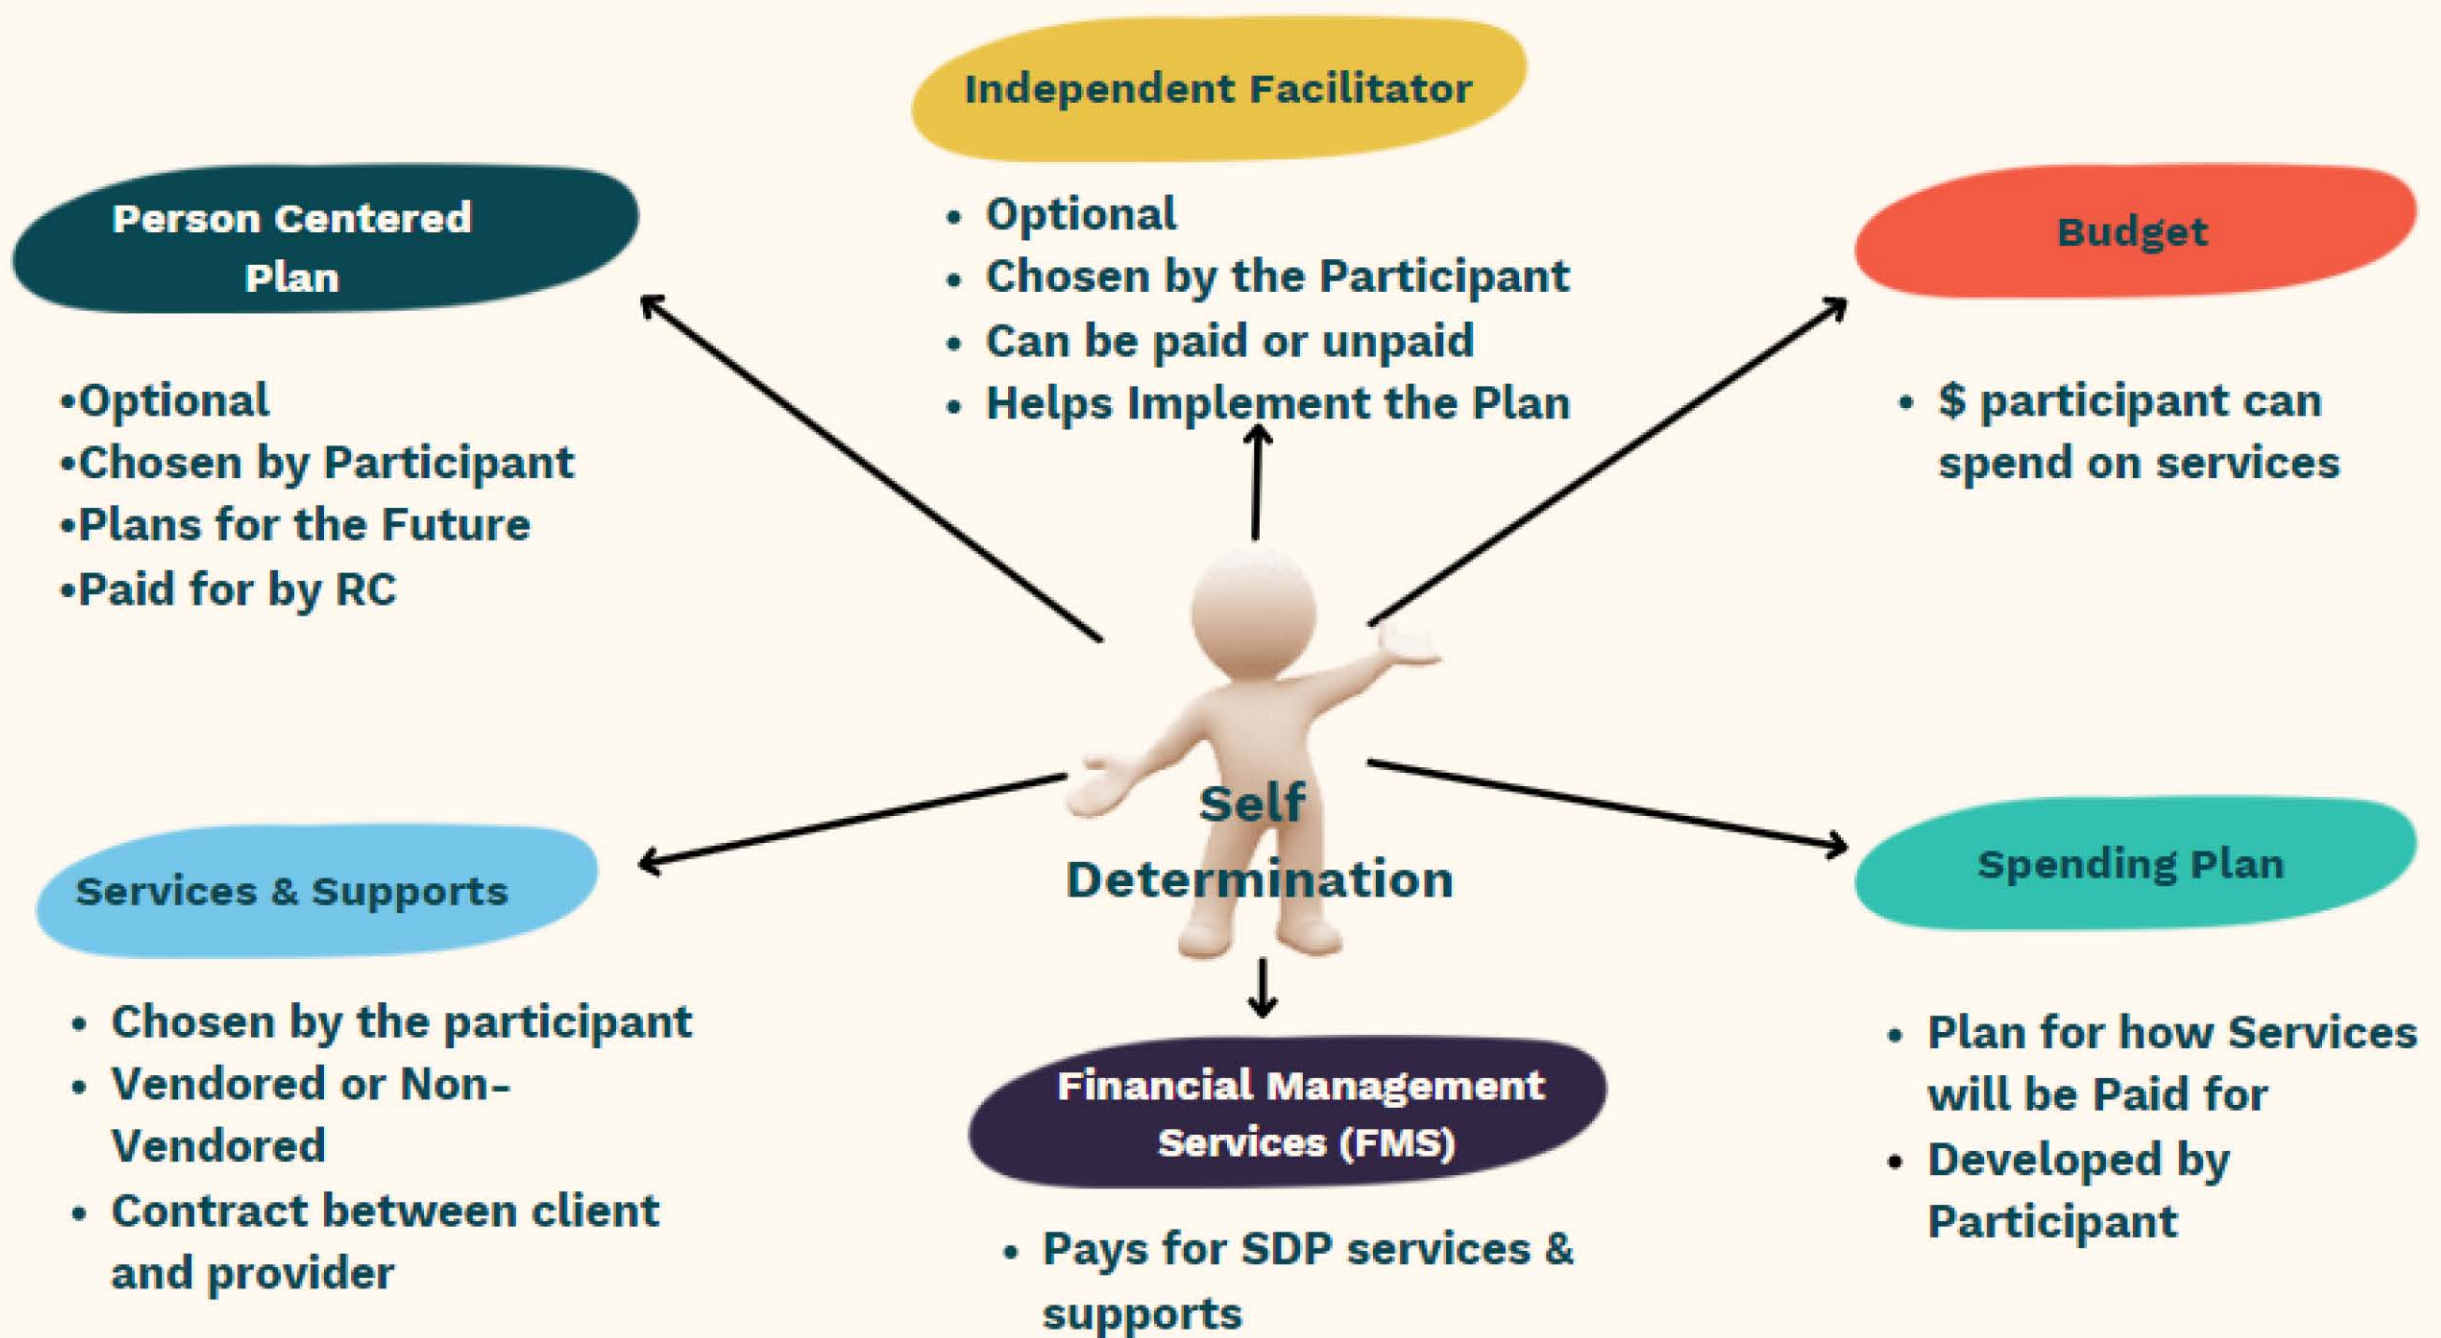 Independent Facilitator
• Optional
• Chosen by the Participant
• Can be paid or unpaid
• Helps Implement the Plan
Person Centered
Plan
•Optional
•Chosen by Participant
•Plans for the Future
•Paid for by RC
Budget
• $ participant can
spend on services
Self
Determination
Services & Supports
• Chosen by the participant
• Vendored or Non-
Vendored
• Contract between client
and provider
Financial Management
Services (FMS)
• Pays for SDP services &
supports
Spending Plan
• Plan for how Services
will be Paid for
• Developed by
Participant